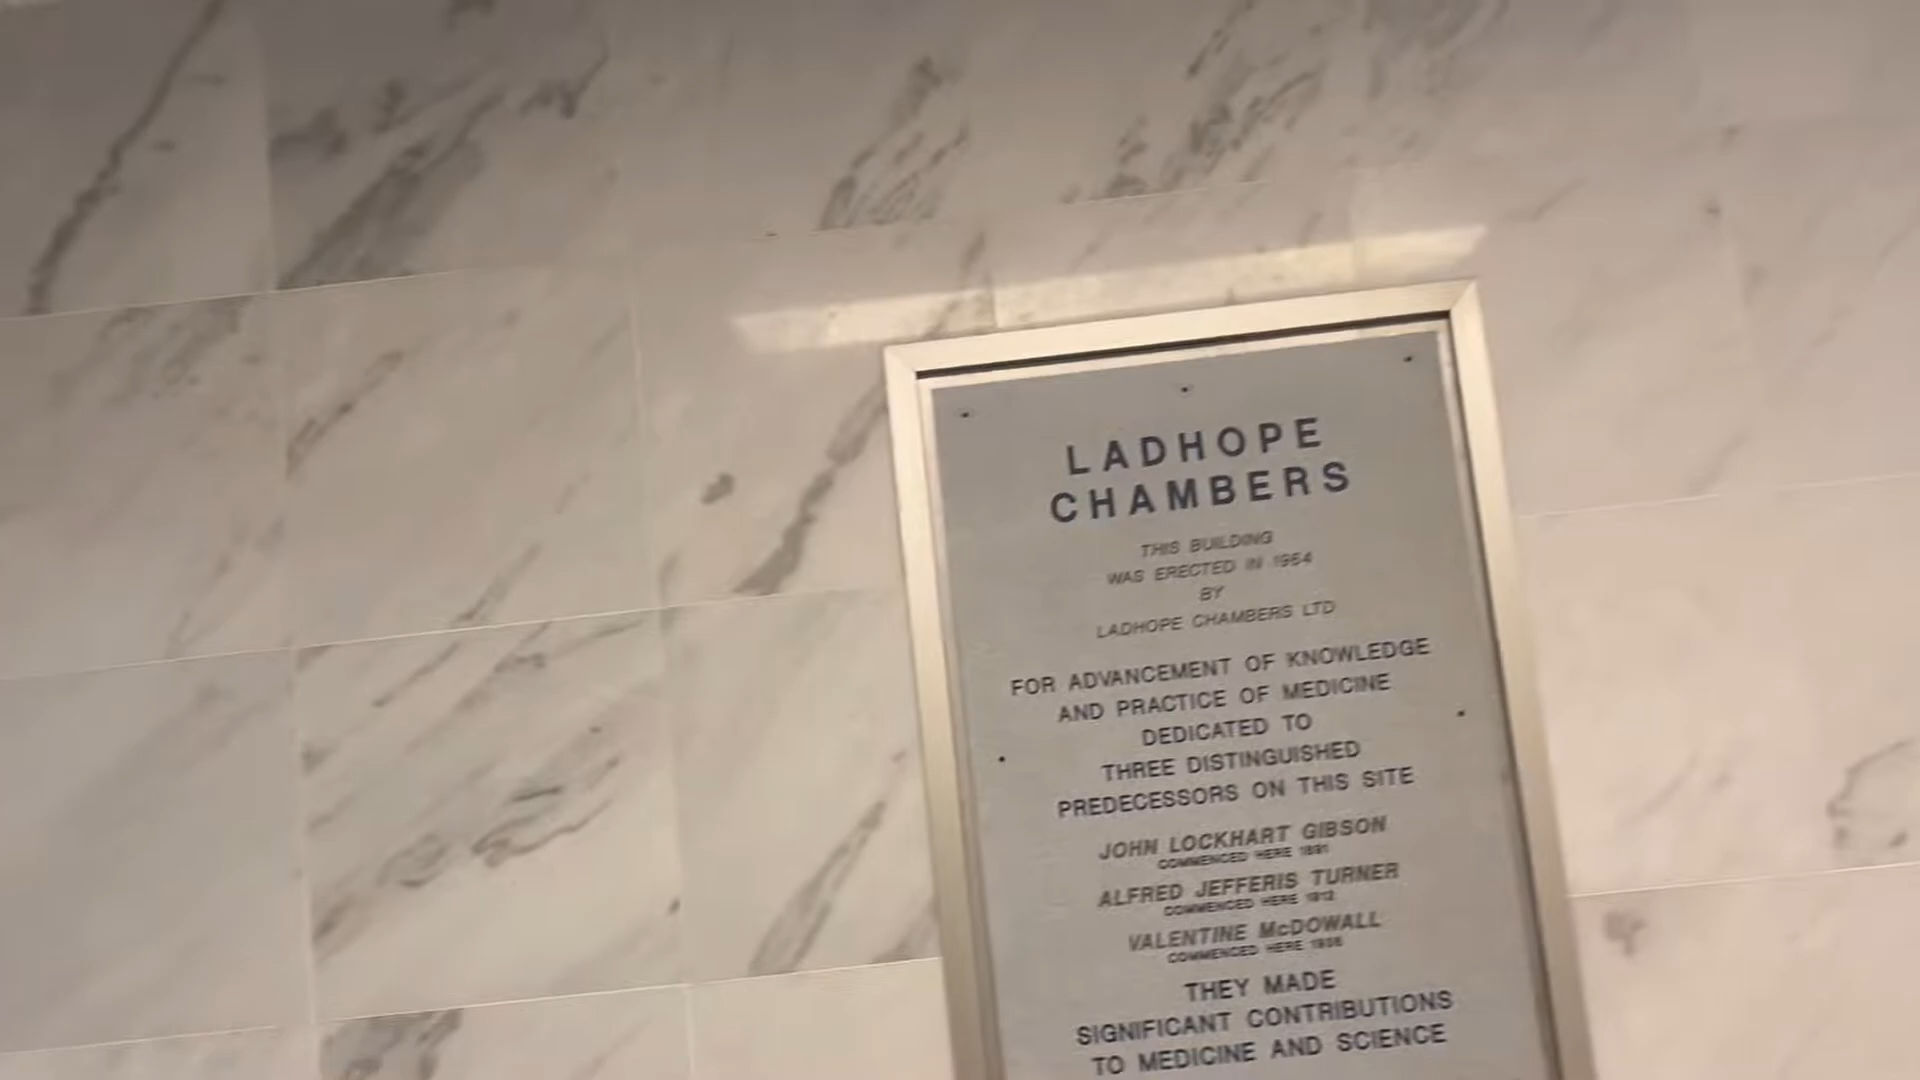 LADHOPE
CHAMBERS
THIS BUILDING
WAS ERECTED IN 1964
BY
LADHOPE CHAMBERS LTD
FOR ADVANCEMENT OF KNOWLEDGE
AND PRACTICE OF MEDICINE
DEDICATED TO
THREE DISTINGUISHED
PREDECESSORS ON THIS SITE
JOHN LOCKHART GIBSON
COMMENCED HERE 1891
ALFRED JEFFERIS TURNER
COMMENCED HERE 1912
VALENTINE McDOWALL
COMMENCED HERE
THEY MADE
SIGNIFICANT CONTRIBUTIONS
TO MEDICINE AND SCIENCE